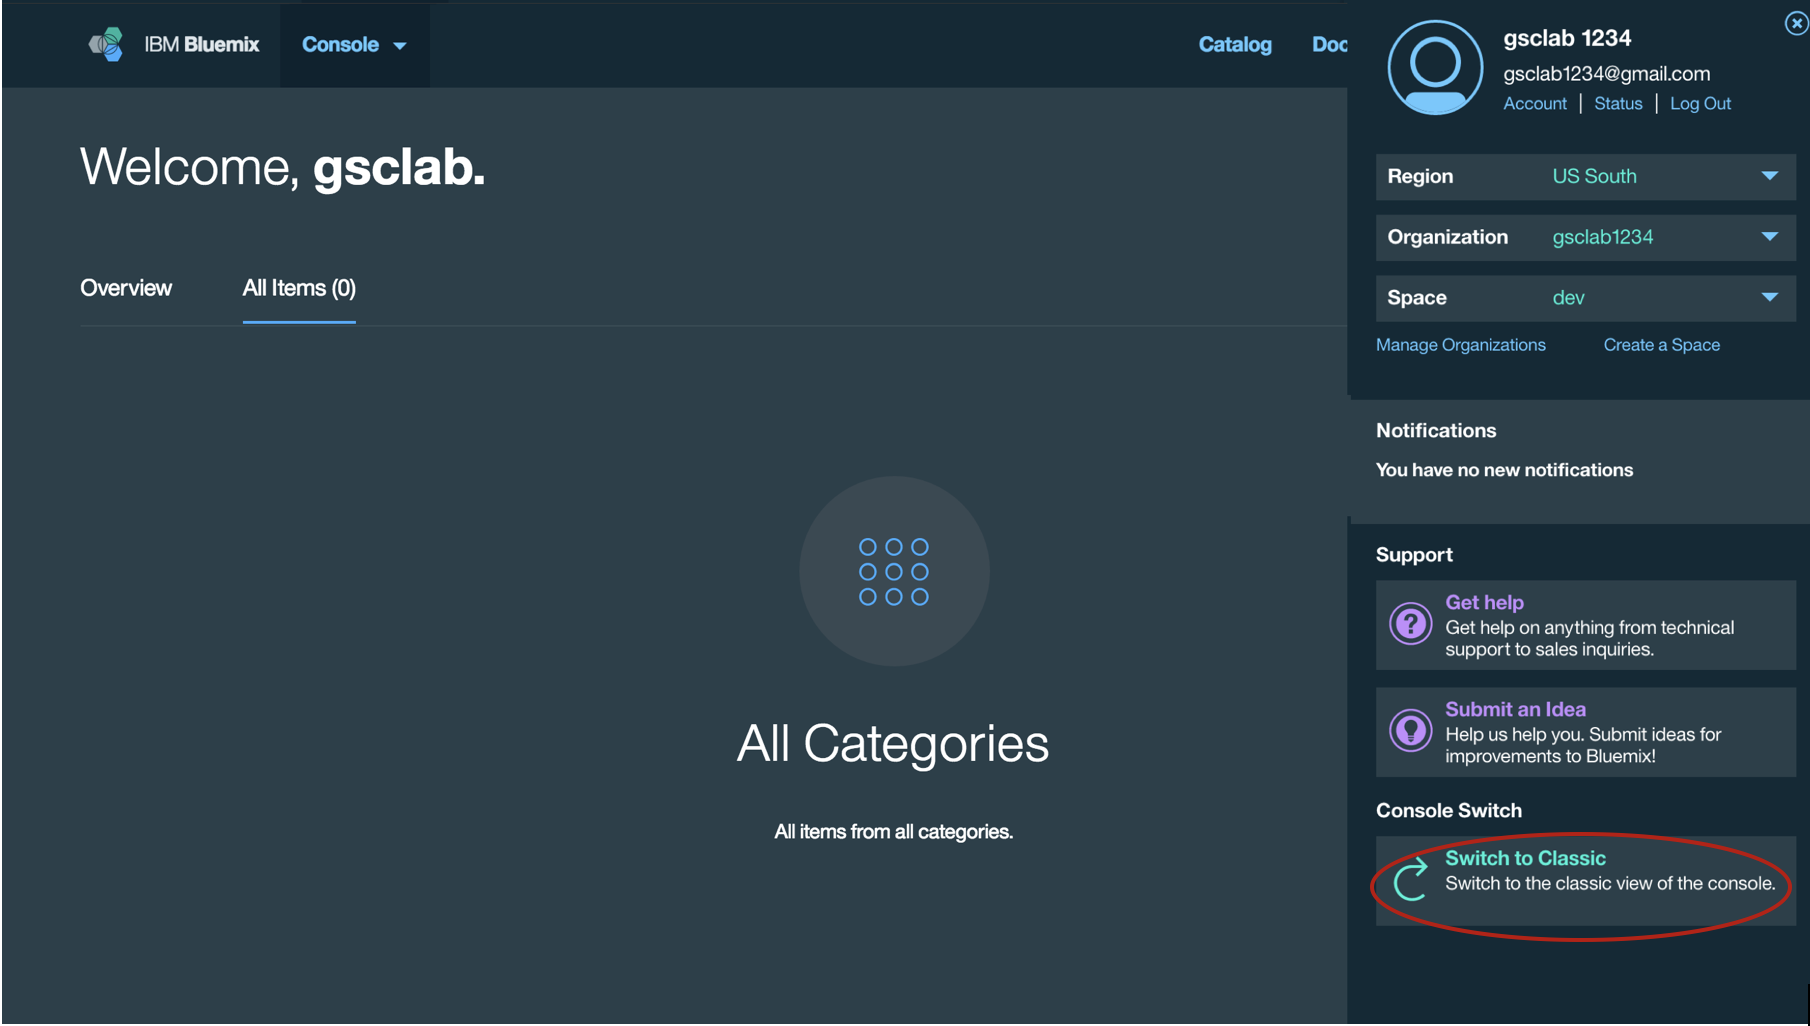 IBM Bluemix
Console
Catalog
Doc
Welcome, gsclab.
Overview
All Items (0)
All Categories
All items from all categories.
gsclab 1234
gsclab1234@gmail.com
Account | Status | Log Out
Region US South
Organization gsclab1234
Space dev
Manage Organizations
Create a Space
Notifications
You have no new notifications
Support
?
Get help
Get help on anything from technical
support to sales inquiries.
Submit an Idea
Help us help you. Submit ideas for
improvements to Bluemix!
Console Switch
Switch to Classic
Switch to the classic view of the console.